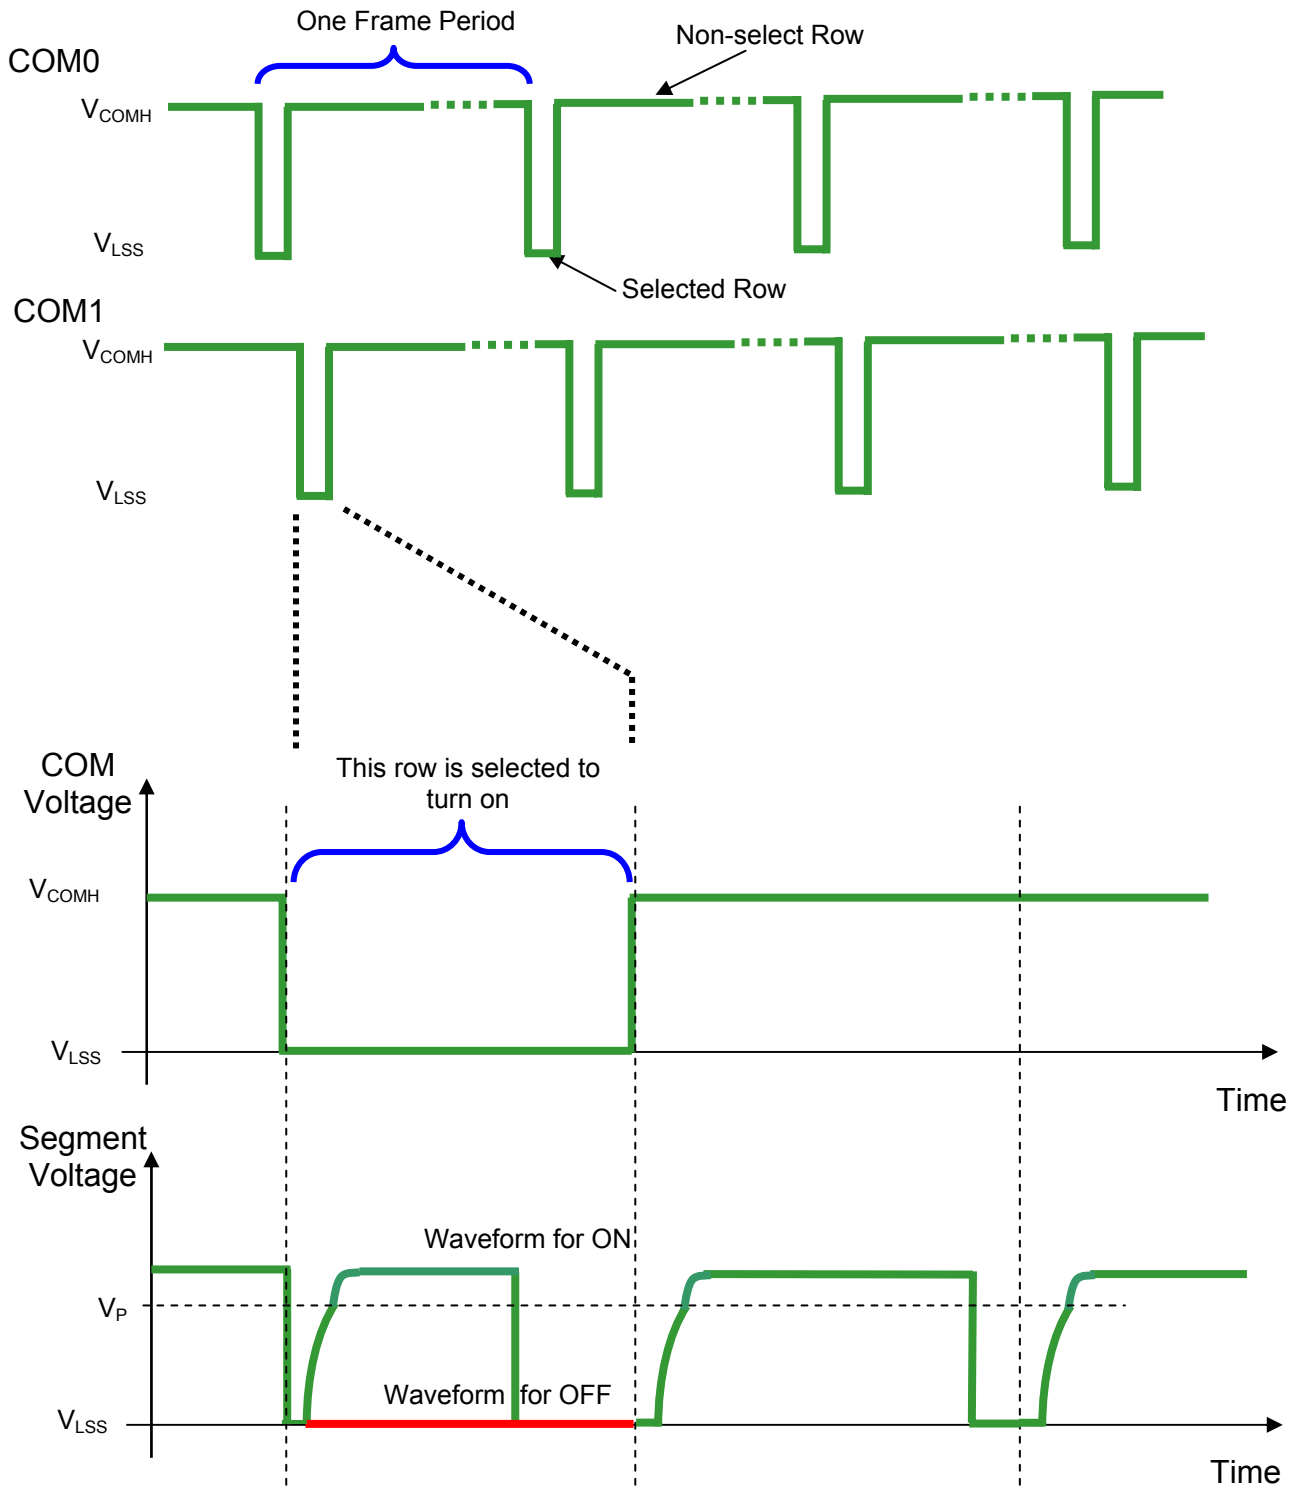 One Frame Period
Non-select Row
COM0
VCOMH
VLSS
Selected Row
COM1
VCOMH
VLSS
COM
Voltage
This row is selected to
turn on
VCOMH
VLSS
Time
Segment
Voltage
Waveform for ON
VP
Waveform for OFF
VLSS
Time